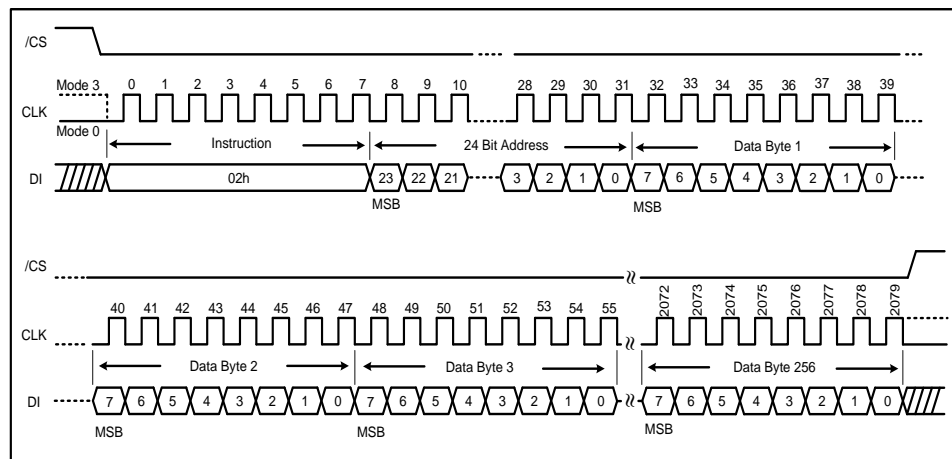 /CS
Mode 3 0 1 2 3 4 5 6 7 8 9 10 28 29 30 31 32 33 34 35 36 37 38 39
CLK
Mode 0
Instruction 24 Bit Address Data Byte 1
DI 02h 23 22 21 3 2 1 0 7 6 5 4 3 2 1 0
MSB MSB
/CS
40 41 42 43 44 45 46 47 48 49 50 51 52 53 54 55 2072 2073 2074 2075 2076 2077 2078 2079
CLK
Data Byte 2 Data Byte 3 Data Byte 256
DI 7 6 5 4 3 2 1 0 7 6 5 4 3 2 1 0 7 6 5 4 3 2 1 0
MSB MSB MSB